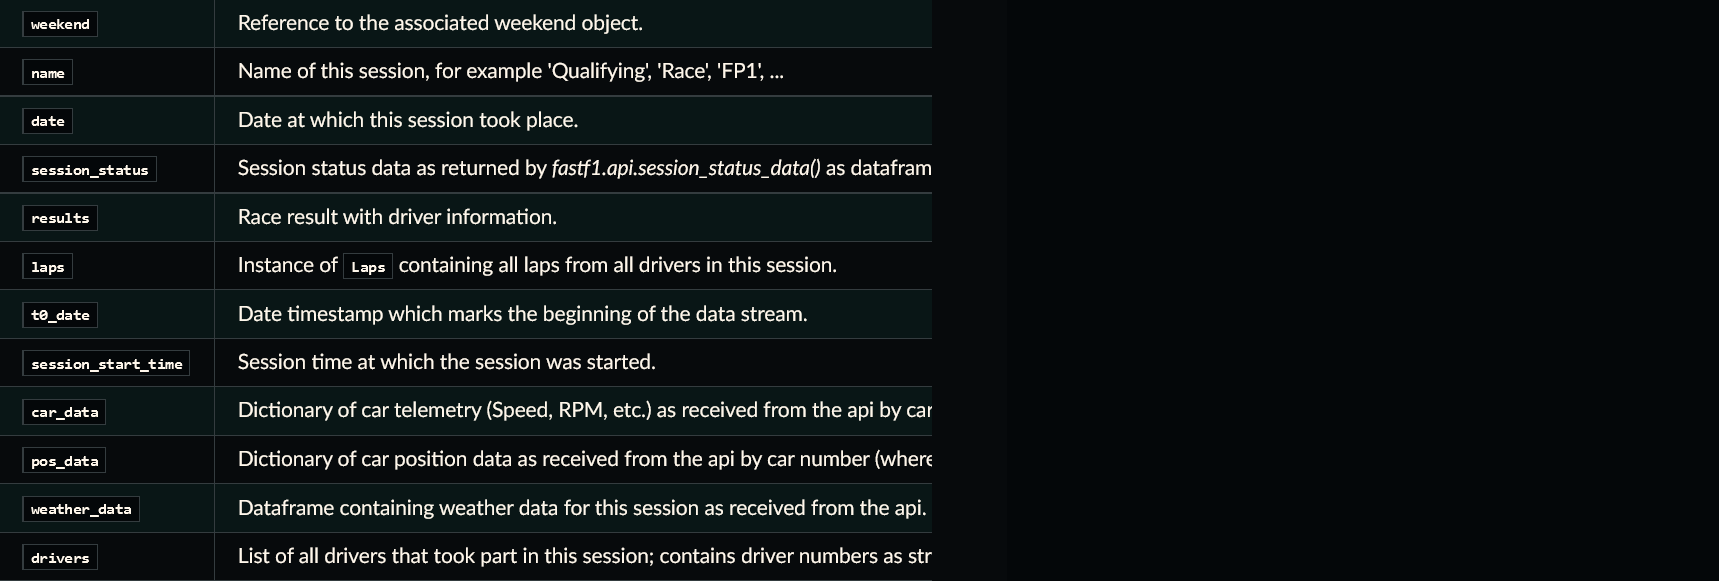 weekend Reference to the associated weekend object.
name Name of this session, for example 'Qualifying', 'Race', 'FP1', ...
date Date at which this session took place.
session_status Session status data as returned by fastf1.api.session_status_data() as datafram
results Race result with driver information.
laps Instance of Laps containing all laps from all drivers in this session.
t0_date Date timestamp which marks the beginning of the data stream.
session_start_time Session time at which the session was started.
car_data Dictionary of car telemetry (Speed, RPM, etc.) as received from the api by car
pos_data Dictionary of car position data as received from the api by car number (where
weather_data Dataframe containing weather data for this session as received from the api.
drivers List of all drivers that took part in this session; contains driver numbers as str